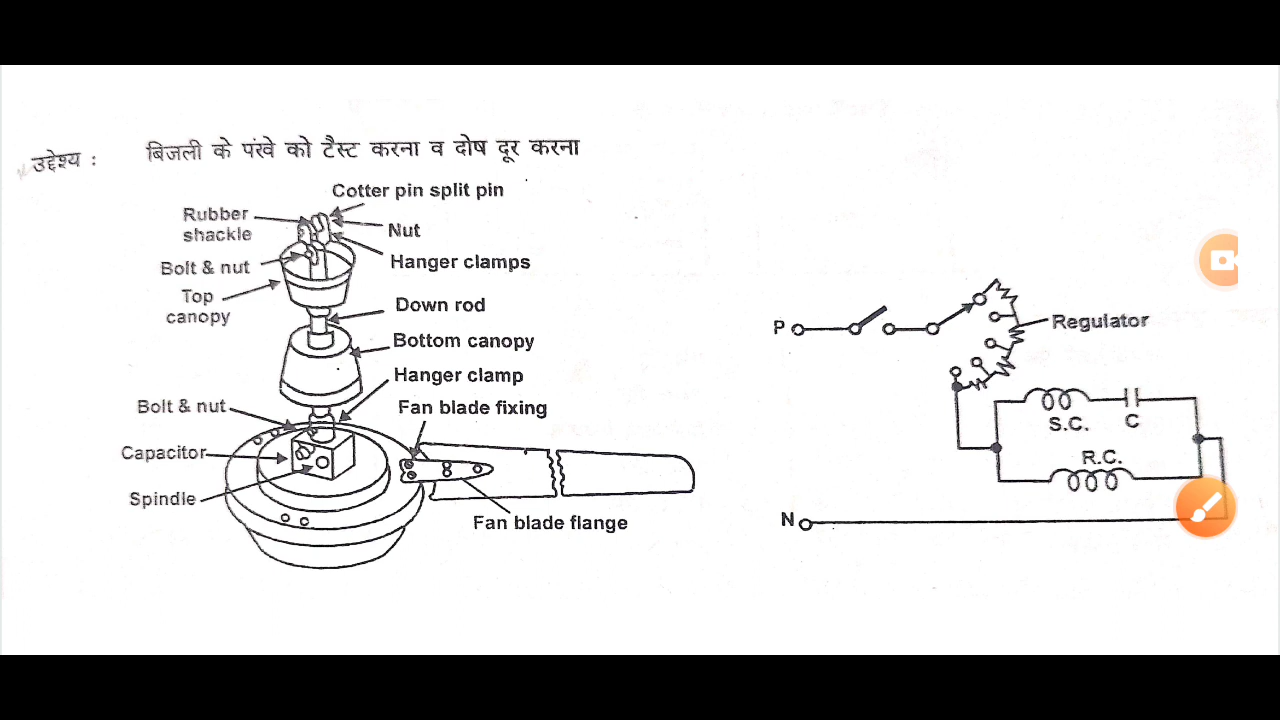 उद्देश्य : बिजली के पंखे को टैस्ट करना व दोष दूर करना
Cotter pin split pin
Rubber
shackle
Nut
Bolt & nut
Hanger clamps
Top
canopy
Down rod
Bottom canopy
Hanger clamp
Bolt & nut
Fan blade fixing
Capacitor
Spindle
Fan blade flange
P
Regulator
S.C.
C
R.C.
N